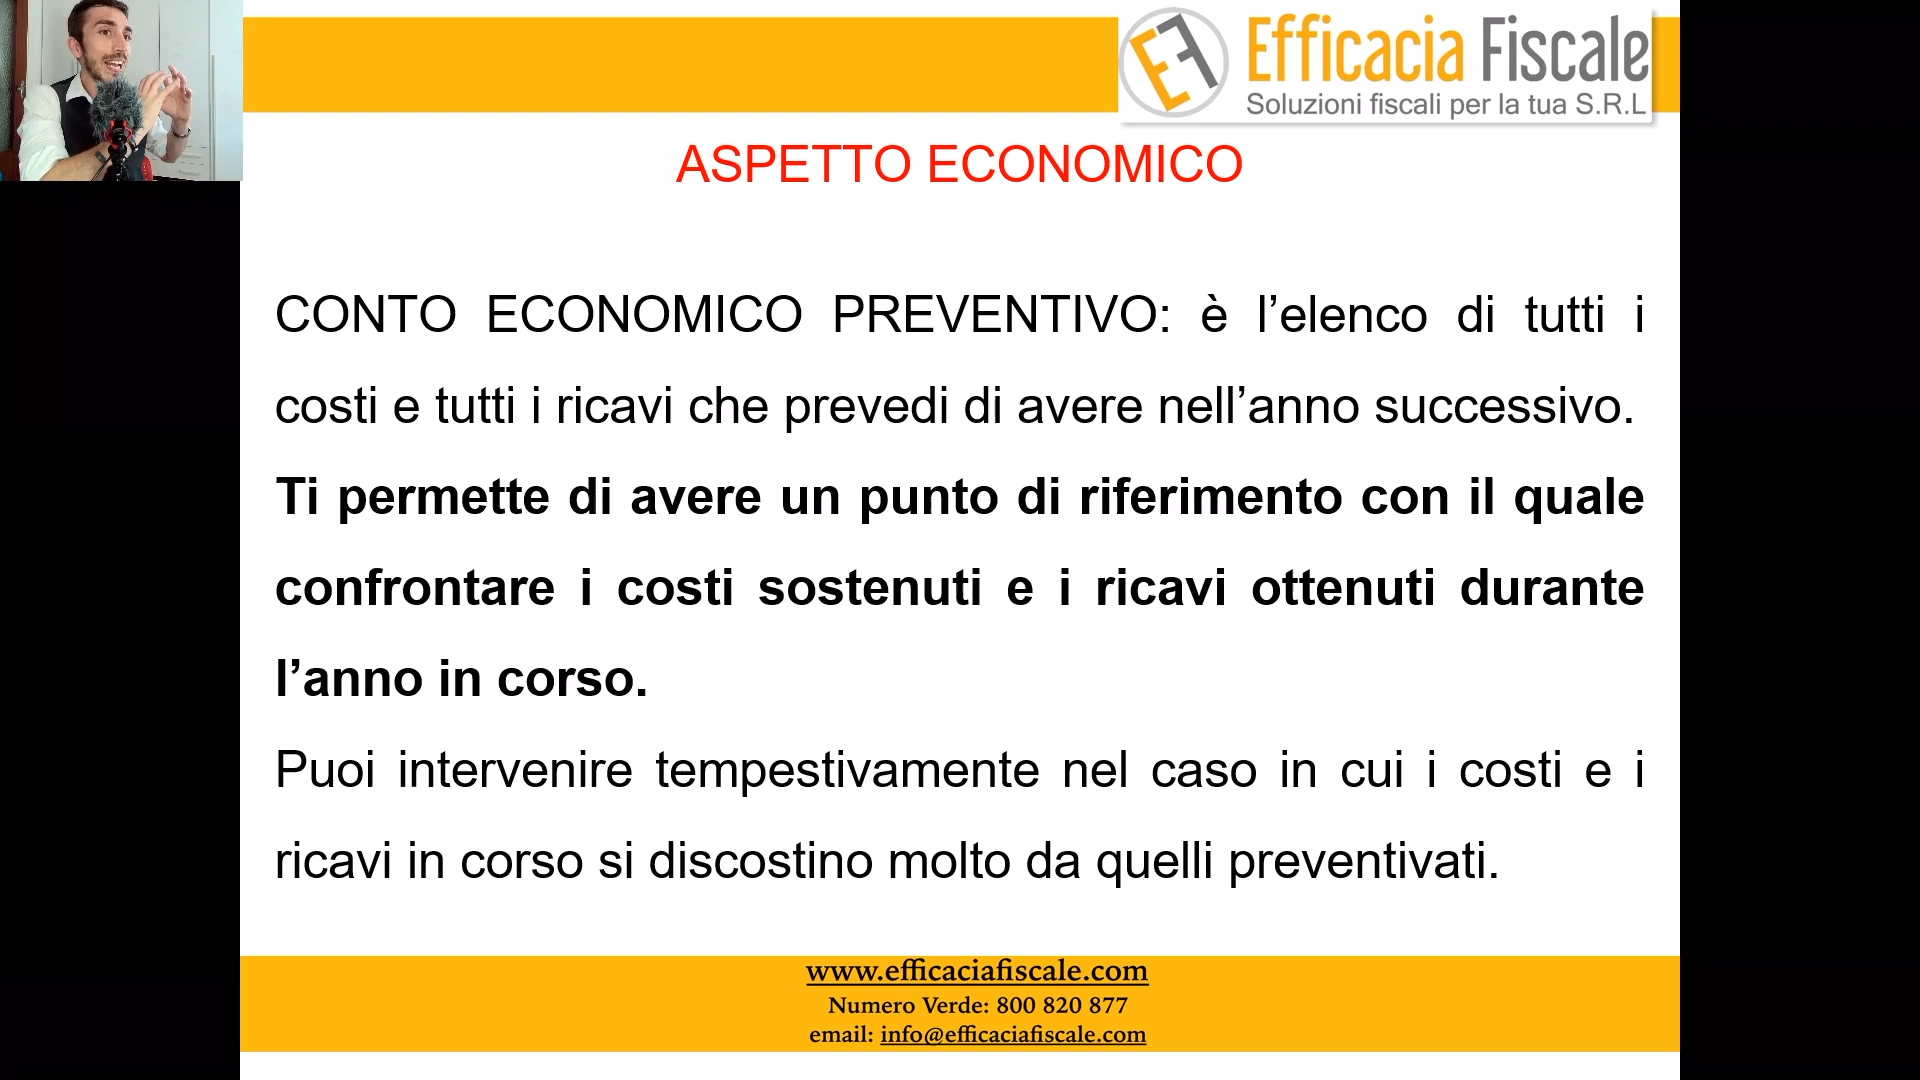 EF Efficacia Fiscale
Soluzioni fiscali per la tua S.R.L
ASPETTO ECONOMICO
CONTO ECONOMICO PREVENTIVO: è l’elenco di tutti i
costi e tutti i ricavi che prevedi di avere nell’anno successivo.
Ti permette di avere un punto di riferimento con il quale
confrontare i costi sostenuti e i ricavi ottenuti durante
l’anno in corso.
Puoi intervenire tempestivamente nel caso in cui i costi e i
ricavi in corso si discostino molto da quelli preventivati.
www.efficaciafiscale.com
Numero Verde: 800 820 877
email: info@efficaciafiscale.com